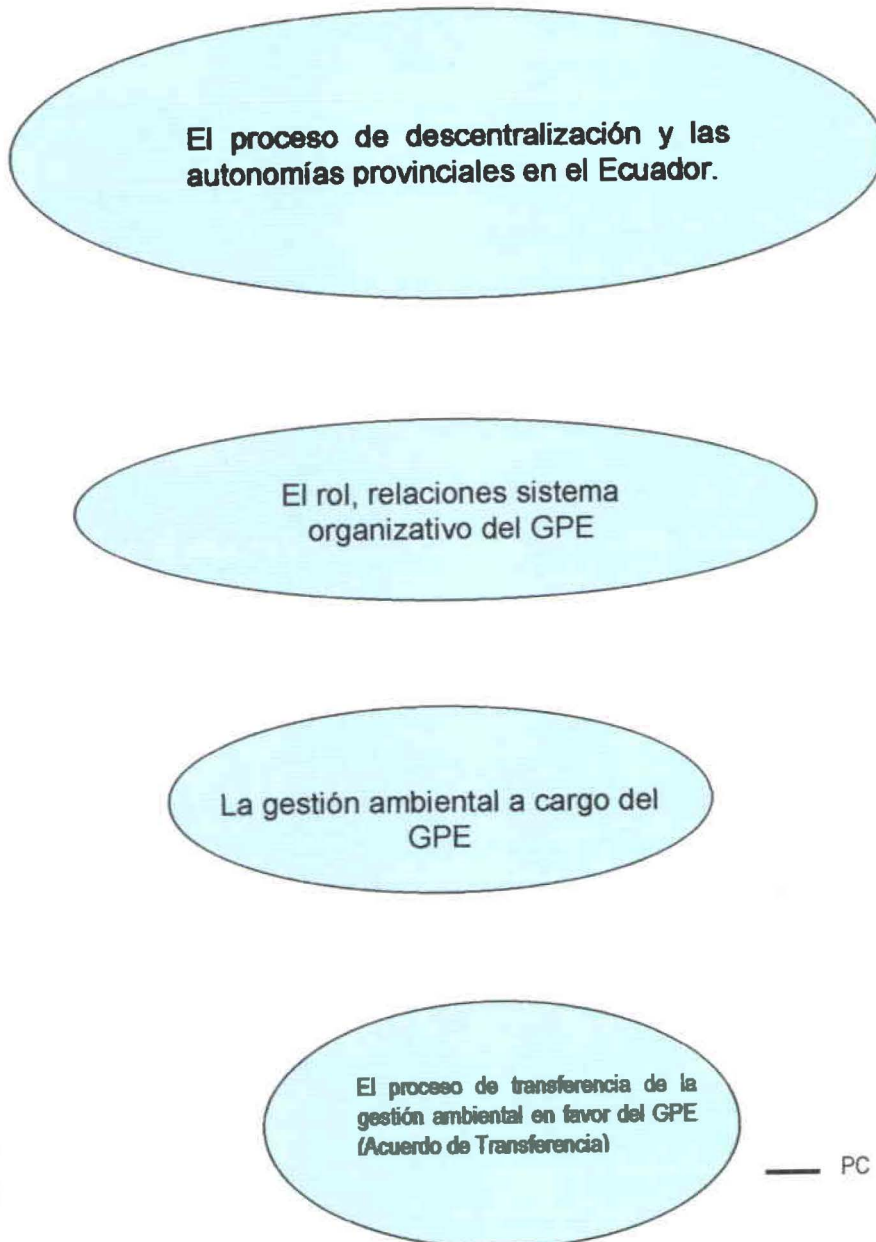 El proceso de descentralización y las
autonomías provinciales en el Ecuador.
El rol, relaciones sistema
organizativo del GPE
La gestión ambiental a cargo del
GPE
El proceso de transferencia de la
gestión ambiental en favor del GPE
(Acuerdo de Transferencia)
PC